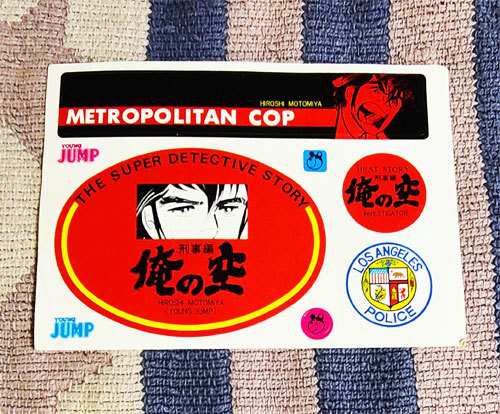 HIROSHI MOTOMIYA
METROPOLITAN COP
YOUNG
JUMP
THE SUPER DETECTIVE STORY
刑事編
俺の空
HIROSHI MOTOMIYA
(YOUNG JUMP)
HEAT STORY
刑事編
俺の空
INVESTIGATOR
LOS ANGELES
POLICE
YOUNG
JUMP